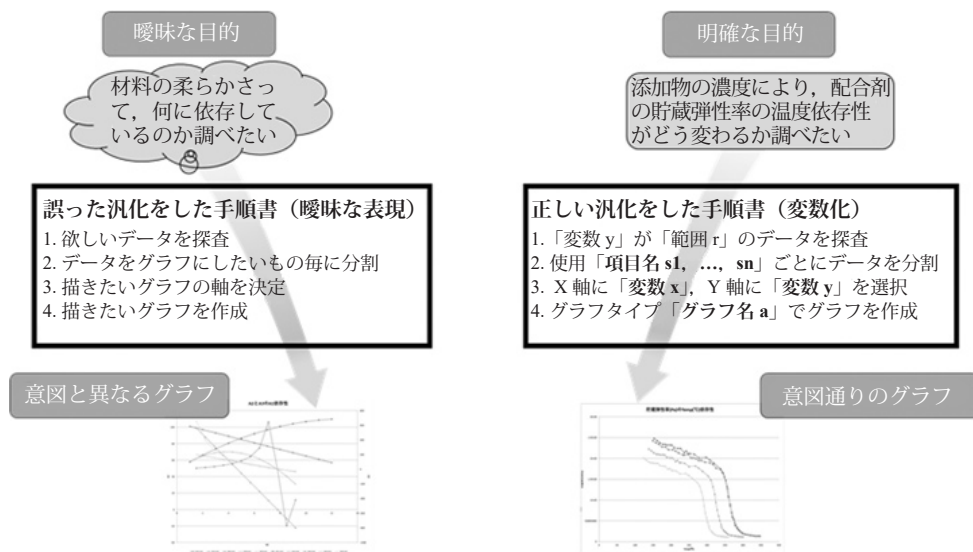 曖昧な目的
材料の柔らかさっ
て，何に依存して
いるのか調べたい
誤った汎化をした手順書（曖昧な表現）
1. 欲しいデータを探査
2. データをグラフにしたいもの毎に分割
3. 描きたいグラフの軸を決定
4. 描きたいグラフを作成
意図と異なるグラフ
明確な目的
添加物の濃度により，配合剤
の貯蔵弾性率の温度依存性
がどう変わるか調べたい
正しい汎化をした手順書（変数化）
1.「変数 y」が「範囲 r」のデータを探査
2. 使用「項目名 s1，…，sn」ごとにデータを分割
3. X 軸に「変数 x」，Y 軸に「変数 y」を選択
4. グラフタイプ「グラフ名 a」でグラフを作成
意図通りのグラフ